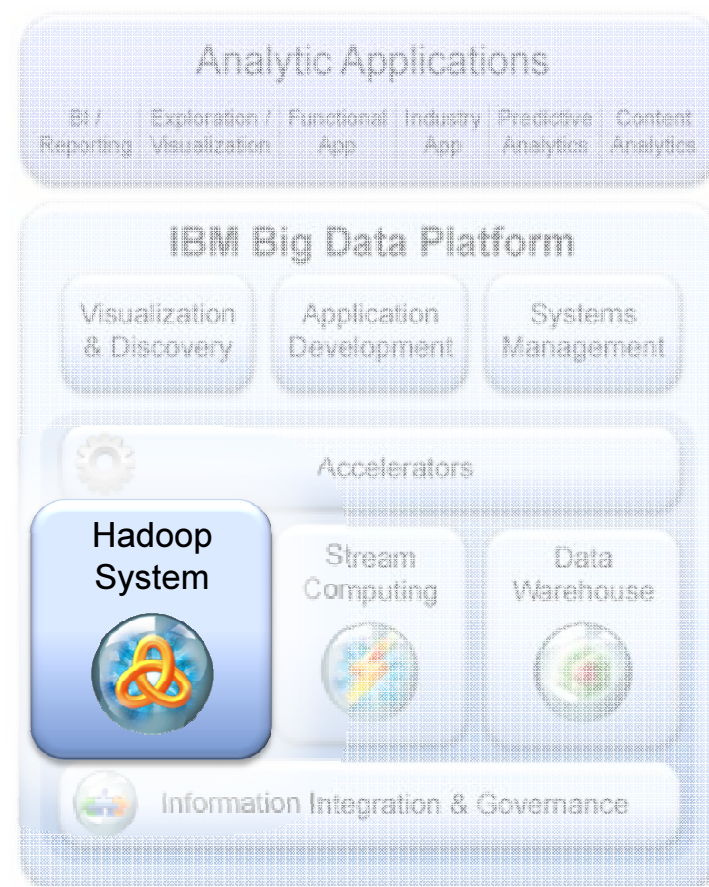 Analytic Applications
BI / Exploration / Functional Industry Predictive Content
Reporting Visualization App App Analytics Analytics
IBM Big Data Platform
Visualization Application Systems
& Discovery Development Management
Accelerators
Hadoop
System
Stream
Computing
Data
Warehouse
Information Integration & Governance